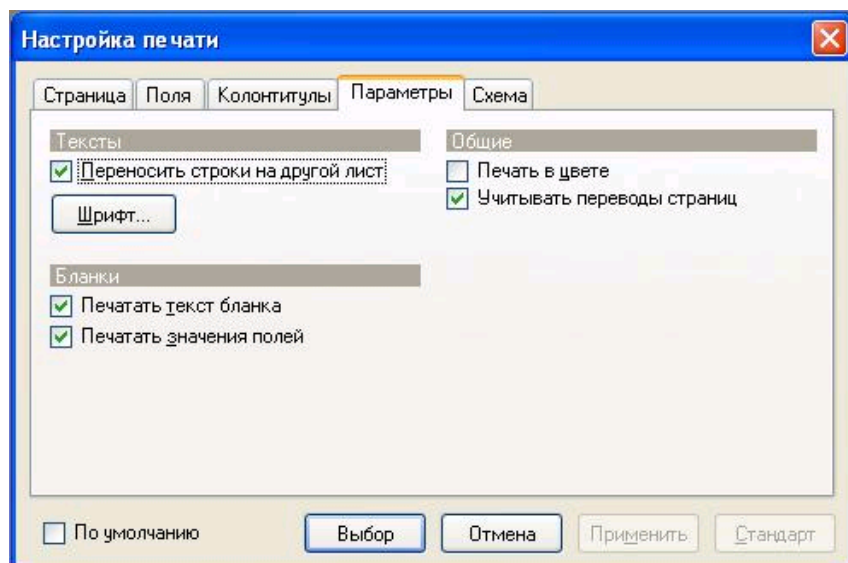 Настройка печати
Страница Поля Колонтитулы Параметры Схема
Тексты
Переносить строки на другой лист
Шрифт...
Общие
Печать в цвете
Учитывать переводы страниц
Бланки
Печатать текст бланка
Печатать значения полей
По умолчанию Выбор Отмена Применить Стандарт